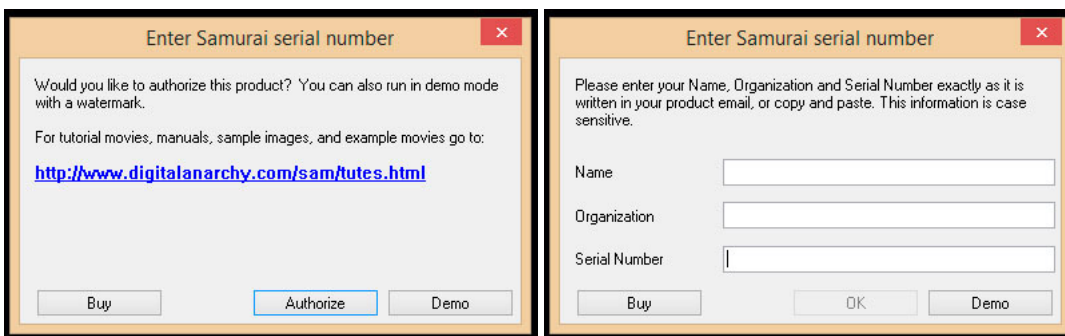 Enter Samurai serial number
Would you like to authorize this product?  You can also run in demo mode
with a watermark.
For tutorial movies, manuals, sample images, and example movies go to:
http://www.digitalanarchy.com/sam/tutes.html
Buy
Authorize
Demo
Enter Samurai serial number
Please enter your Name, Organization and Serial Number exactly as it is
written in your product email, or copy and paste. This information is case
sensitive.
Name
Organization
Serial Number
Buy
OK
Demo